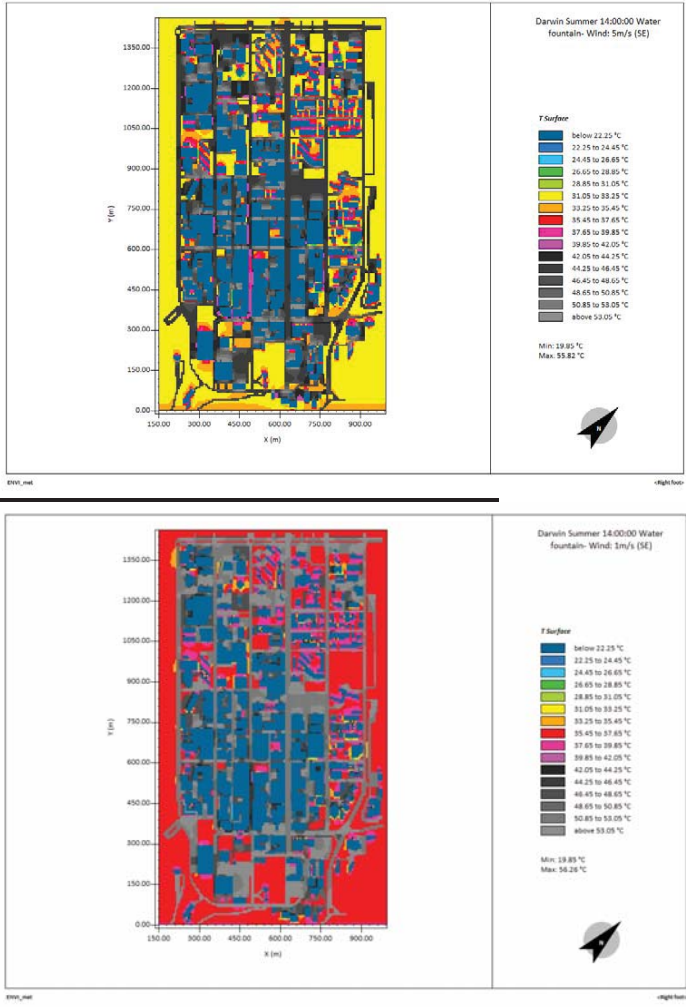 Darwin Summer 14:00:00 Water
fountain- Wind: 5m/s (SE)
1350.00
1200.00
1050.00
900.00
750.00
600.00
450.00
300.00
150.00
0.00
Y (m)
150.00 300.00 450.00 600.00 750.00 900.00
X (m)
T Surface
below 22.25 °C
22.25 to 24.45 °C
24.45 to 26.65 °C
26.65 to 28.85 °C
28.85 to 31.05 °C
31.05 to 33.25 °C
33.25 to 35.45 °C
35.45 to 37.65 °C
37.65 to 39.85 °C
39.85 to 42.05 °C
42.05 to 44.25 °C
44.25 to 46.45 °C
46.45 to 48.65 °C
48.65 to 50.85 °C
50.85 to 53.05 °C
above 53.05 °C
Min: 19.85 °C
Max: 55.82 °C
N
ENVI_met
<Right foot>
Darwin Summer 14:00:00 Water
fountain- Wind: 1m/s (SE)
1350.00
1200.00
1050.00
900.00
750.00
600.00
450.00
300.00
150.00
0.00
Y (m)
150.00 300.00 450.00 600.00 750.00 900.00
X (m)
T Surface
below 22.25 °C
22.25 to 24.45 °C
24.45 to 26.65 °C
26.65 to 28.85 °C
28.85 to 31.05 °C
31.05 to 33.25 °C
33.25 to 35.45 °C
35.45 to 37.65 °C
37.65 to 39.85 °C
39.85 to 42.05 °C
42.05 to 44.25 °C
44.25 to 46.45 °C
46.45 to 48.65 °C
48.65 to 50.85 °C
50.85 to 53.05 °C
above 53.05 °C
Min: 19.85 °C
Max: 56.26 °C
N
ENVI_met
<Right foot>